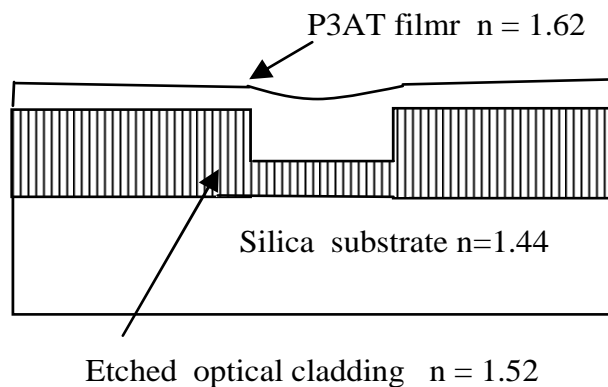 P3AT filmr n = 1.62
Silica substrate n=1.44
Etched optical cladding n = 1.52